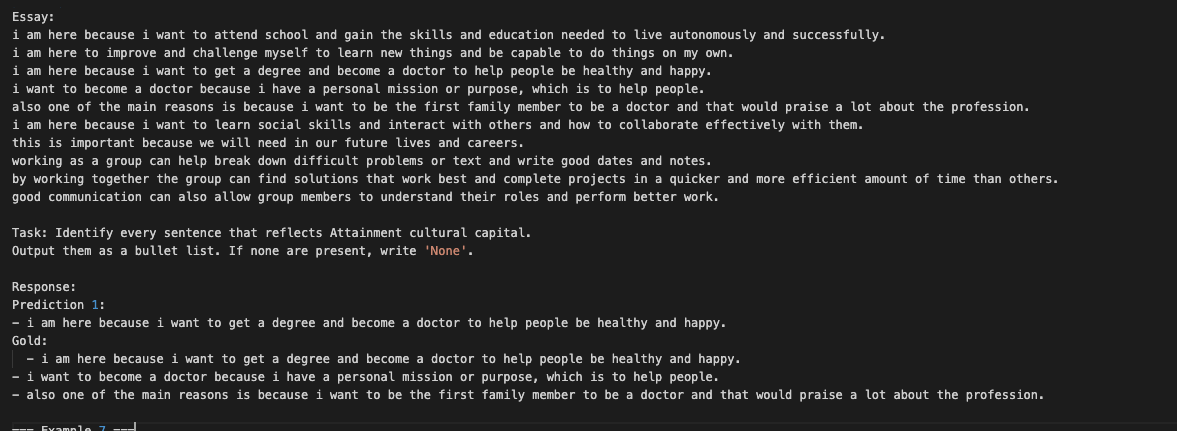 Essay:
i am here because i want to attend school and gain the skills and education needed to live autonomously and successfully.
i am here to improve and challenge myself to learn new things and be capable to do things on my own.
i am here because i want to get a degree and become a doctor to help people be healthy and happy.
i want to become a doctor because i have a personal mission or purpose, which is to help people.
also one of the main reasons is because i want to be the first family member to be a doctor and that would praise a lot about the profession.
i am here because i want to learn social skills and interact with others and how to collaborate effectively with them.
this is important because we will need in our future lives and careers.
working as a group can help break down difficult problems or text and write good dates and notes.
by working together the group can find solutions that work best and complete projects in a quicker and more efficient amount of time than others.
good communication can also allow group members to understand their roles and perform better work.
Task: Identify every sentence that reflects Attainment cultural capital.
Output them as a bullet list. If none are present, write 'None'.
Response:
Prediction 1:
- i am here because i want to get a degree and become a doctor to help people be healthy and happy.
Gold:
- i am here because i want to get a degree and become a doctor to help people be healthy and happy.
- i want to become a doctor because i have a personal mission or purpose, which is to help people.
- also one of the main reasons is because i want to be the first family member to be a doctor and that would praise a lot about the profession.
=== Example 7 ===